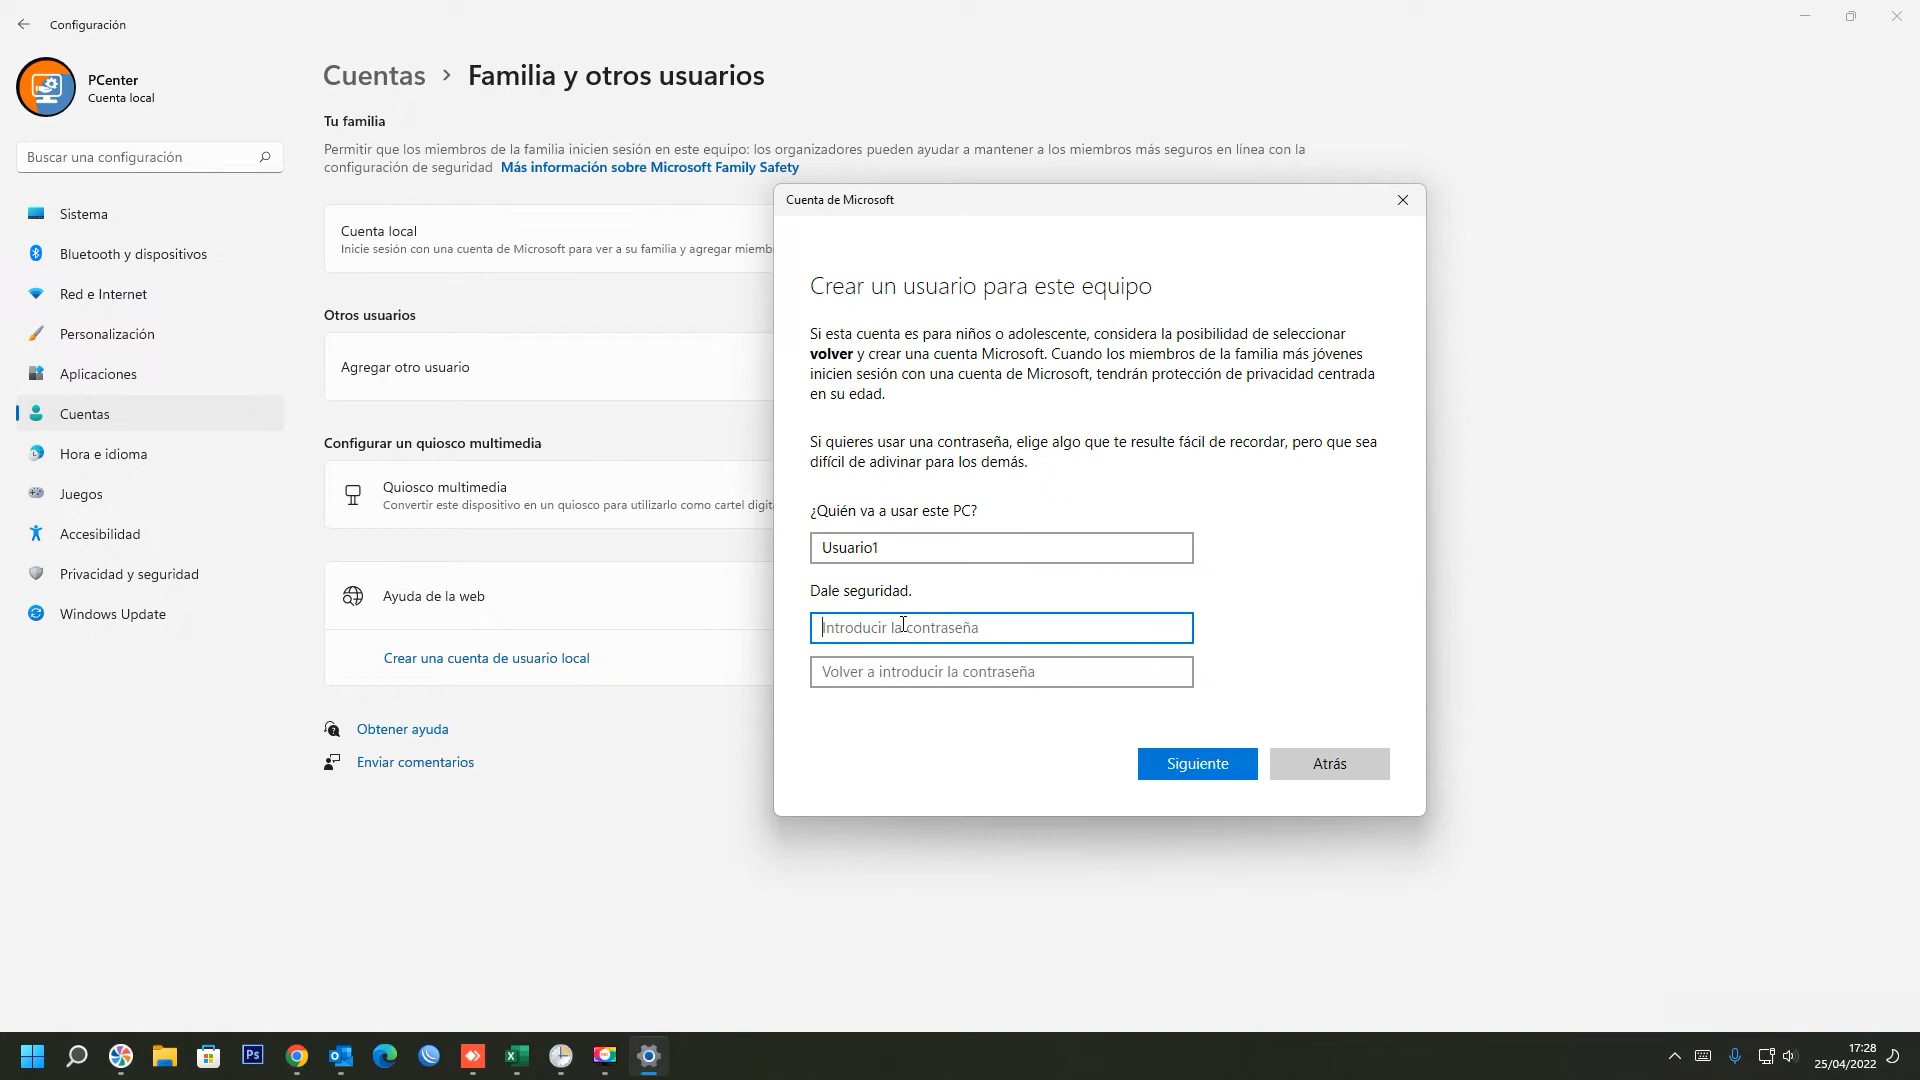 Configuración
PCenter
Cuenta local
Buscar una configuración
Sistema
Bluetooth y dispositivos
Red e Internet
Personalización
Aplicaciones
Cuentas
Hora e idioma
Juegos
Accesibilidad
Privacidad y seguridad
Windows Update
Cuentas › Familia y otros usuarios
Tu familia
Permitir que los miembros de la familia inicien sesión en este equipo: los organizadores pueden ayudar a mantener a los miembros más seguros en línea con la
configuración de seguridad Más información sobre Microsoft Family Safety
Cuenta local
Inicie sesión con una cuenta de Microsoft para ver a su familia y agregar miemb
Otros usuarios
Agregar otro usuario
Configurar un quiosco multimedia
Quiosco multimedia
Convertir este dispositivo en un quiosco para utilizarlo como cartel digita
Ayuda de la web
Crear una cuenta de usuario local
Obtener ayuda
Enviar comentarios
Cuenta de Microsoft
Crear un usuario para este equipo
Si esta cuenta es para niños o adolescente, considera la posibilidad de seleccionar
volver y crear una cuenta Microsoft. Cuando los miembros de la familia más jóvenes
inicien sesión con una cuenta de Microsoft, tendrán protección de privacidad centrada
en su edad.
Si quieres usar una contraseña, elige algo que te resulte fácil de recordar, pero que sea
difícil de adivinar para los demás.
¿Quién va a usar este PC?
Usuario1
Dale seguridad.
Introducir la contraseña
Volver a introducir la contraseña
Siguiente
Atrás
Ps
17:28
25/04/2022